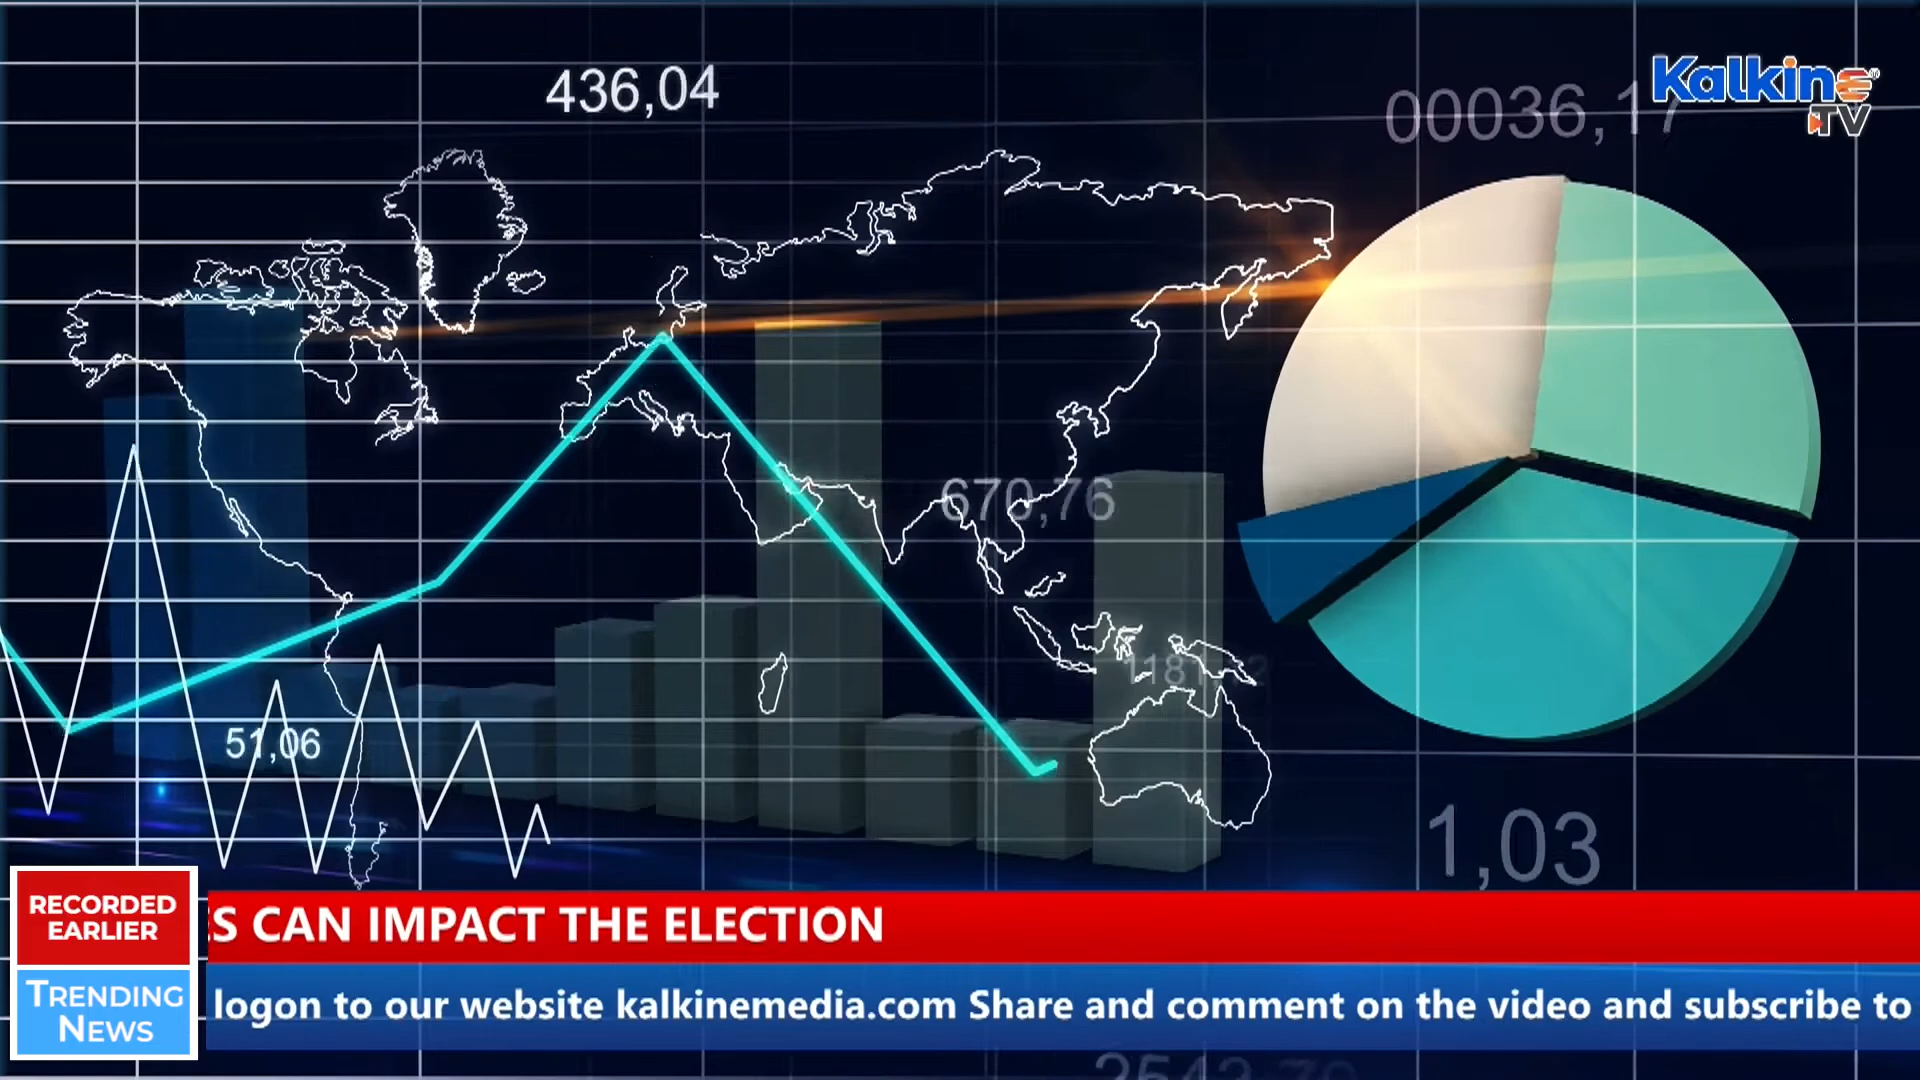 436,04
Kalkine
TV
00036,17
670,76
51,06
1,03
RECORDED
EARLIER
S CAN IMPACT THE ELECTION
TRENDING
NEWS
logon to our website kalkinemedia.com Share and comment on the video and subscribe to